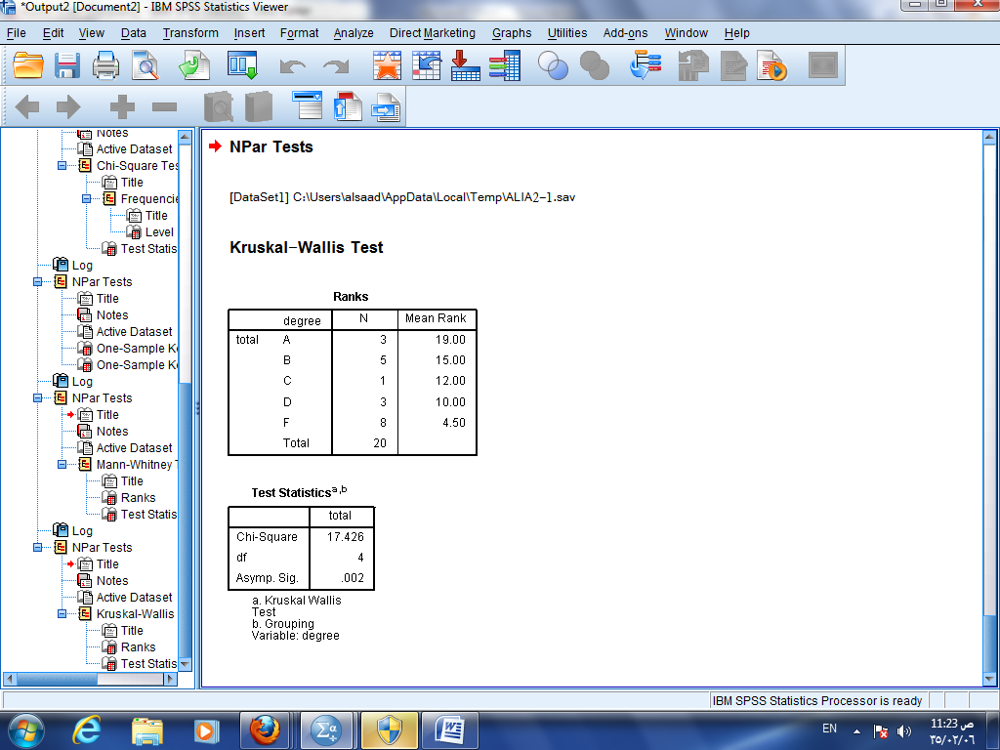 *Output2 [Document2] - IBM SPSS Statistics Viewer
File Edit View Data Transform Insert Format Analyze Direct Marketing Graphs Utilities Add-ons Window Help
Notes
Active Dataset
Chi-Square Tes
Title
Frequencie
Title
Level
Test Statis
Log
NPar Tests
Title
Notes
Active Dataset
One-Sample Ko
One-Sample Ko
Log
NPar Tests
Title
Notes
Active Dataset
Mann-Whitney T
Title
Ranks
Test Statis
Log
NPar Tests
Title
Notes
Active Dataset
Kruskal-Wallis
Title
Ranks
Test Statis
NPar Tests
[DataSet1] C:\Users\alsaad\AppData\Local\Temp\ALIA2-1.sav
Kruskal-Wallis Test
Ranks
degree N Mean Rank
total A 3 19.00
B 5 15.00
C 1 12.00
D 3 10.00
F 8 4.50
Total 20
Test Statistics a,b
total
Chi-Square 17.426
df 4
Asymp. Sig. .002
a. Kruskal Wallis
Test
b. Grouping
Variable: degree
IBM SPSS Statistics Processor is ready
EN
11:23 ص
٣٥/٠٢/٠٦